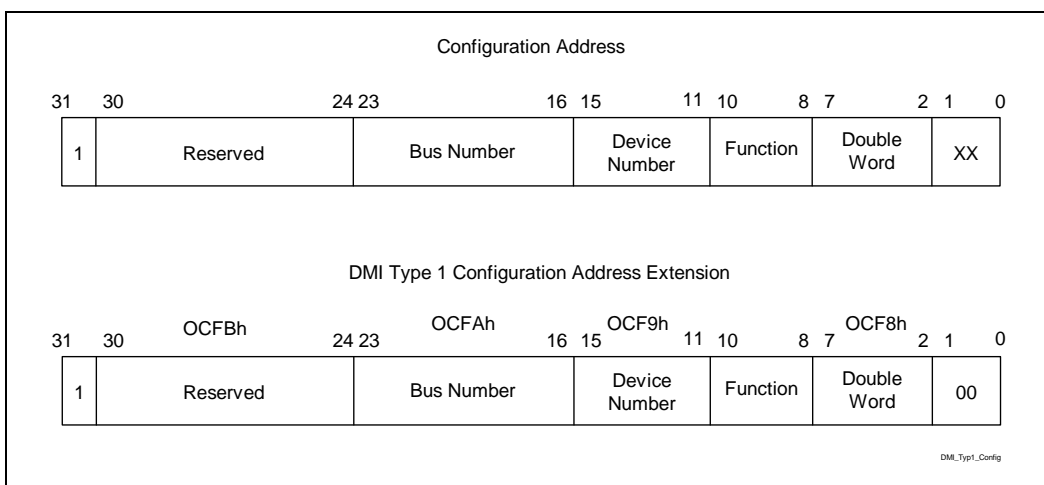 Configuration Address
31 30 24 23 16 15 11 10 8 7 2 1 0
1 Reserved Bus Number Device Number Function Double Word XX
DMI Type 1 Configuration Address Extension
OCFBh OCFAh OCF9h OCF8h
31 30 24 23 16 15 11 10 8 7 2 1 0
1 Reserved Bus Number Device Number Function Double Word 00
DMI_Typ1_Config